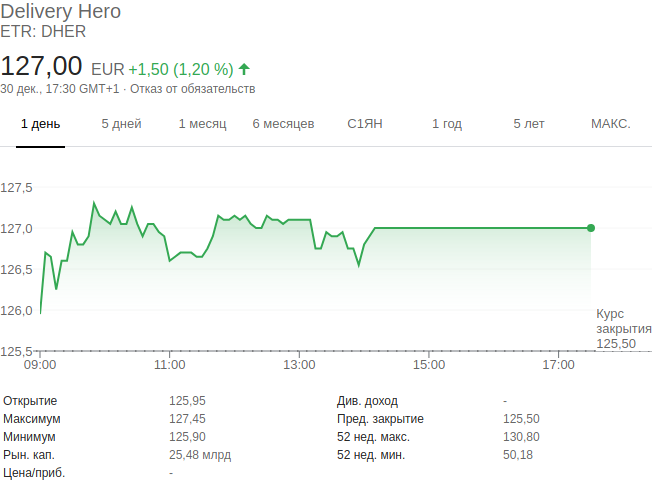 Delivery Hero
ETR: DHER
127,00 EUR +1,50 (1,20 %)
30 дек., 17:30 GMT+1 · Отказ от обязательств
1 день 5 дней 1 месяц 6 месяцев С1ЯН 1 год 5 лет МАКС.
127,5
127,0
126,5
126,0
125,5
Курс
закрытия
125,50
09:00 11:00 13:00 15:00 17:00
Открытие 125,95 Див. доход -
Максимум 127,45 Пред. закрытие 125,50
Минимум 125,90 52 нед. макс. 130,80
Рын. кап. 25,48 млрд 52 нед. мин. 50,18
Цена/приб. -